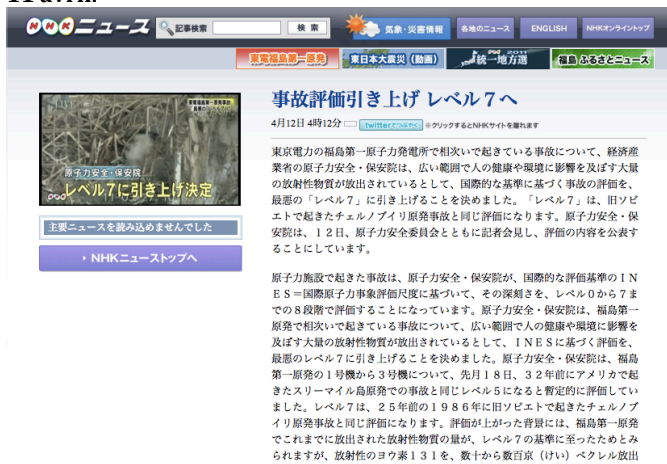 NHKニュース
記事検索
検 索
気象・災害情報
各地のニュース
ENGLISH
NHKオンライントップ
東電福島第一原発
東日本大震災(動画)
統一地方選
2011
福島 ふるさとニュース
原子力安全・保安院
レベル7に引き上げ決定
主要ニュースを読み込めませんでした
› NHKニューストップへ
事故評価引き上げ レベル7へ
4月12日 4時12分
twitterでつぶやく
※クリックするとNHKサイトを離れます
東京電力の福島第一原子力発電所で相次いで起きている事故について、経済産
業省の原子力安全・保安院は、広い範囲で人の健康や環境に影響を及ぼす大量
の放射性物質が放出されているとして、国際的な基準に基づく事故の評価を、
最悪の「レベル7」に引き上げることを決めました。「レベル7」は、旧ソビ
エトで起きたチェルノブイリ原発事故と同じ評価になります。原子力安全・保
安院は、12日、原子力安全委員会とともに記者会見し、評価の内容を公表す
ることにしています。
原子力施設で起きた事故は、原子力安全・保安院が、国際的な評価基準のIN
ES=国際原子力事象評価尺度に基づいて、その深刻さを、レベル0から7ま
での8段階で評価することになっています。原子力安全・保安院は、福島第一
原発で相次いで起きている事故について、広い範囲で人の健康や環境に影響を
及ぼす大量の放射性物質が放出されているとして、INESに基づく評価を、
最悪のレベル7に引き上げることを決めました。原子力安全・保安院は、福島
第一原発の1号機から3号機について、先月18日、32年前にアメリカで起
きたスリーマイル島原発での事故と同じレベル5になると暫定的に評価してい
ました。レベル7は、25年前の1986年に旧ソビエトで起きたチェルノブ
イリ原発事故と同じ評価になります。評価が上がった背景には、福島第一原発
でこれまでに放出された放射性物質の量が、レベル7の基準に至ったためとみ
られますが、放射性のヨウ素131を、数十から数百京(けい)ベクレル放出